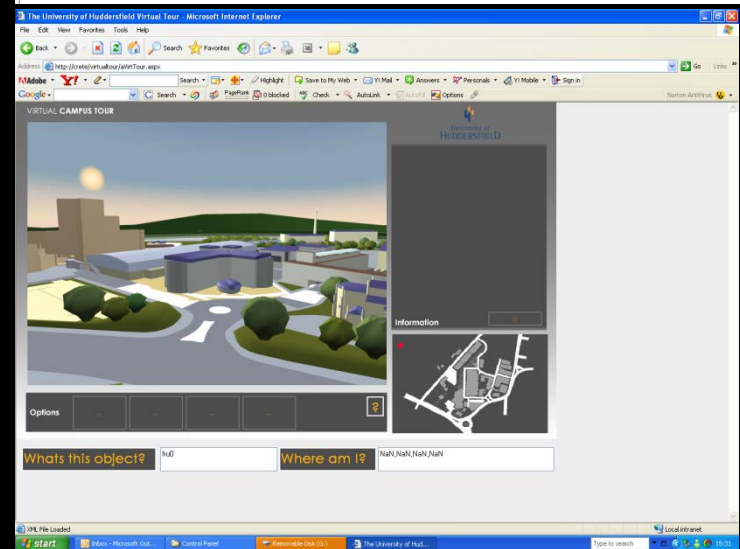 The University of Huddersfield Virtual Tour - Microsoft Internet Explorer
File Edit View Favorites Tools Help
Back Search Favorites
Address http://crete/virtualtour/aVirtTour.aspx Go Links »
Adobe Y! Search Highlight Save to My Web Y! Mail Answers Personals Y! Mobile Sign In
Google Search PageRank 0 blocked Check AutoLink AutoFill Options Norton AntiVirus
VIRTUAL CAMPUS TOUR
University of
HUDDERSFIELD
Information
Options ?
Whats this object? hu0 Where am I? NaN,NaN,NaN,NaN
XML File Loaded Local intranet
start Inbox - Microsoft Out... Control Panel Removable Disk (G:) The University of Hud... Type to search 15:31